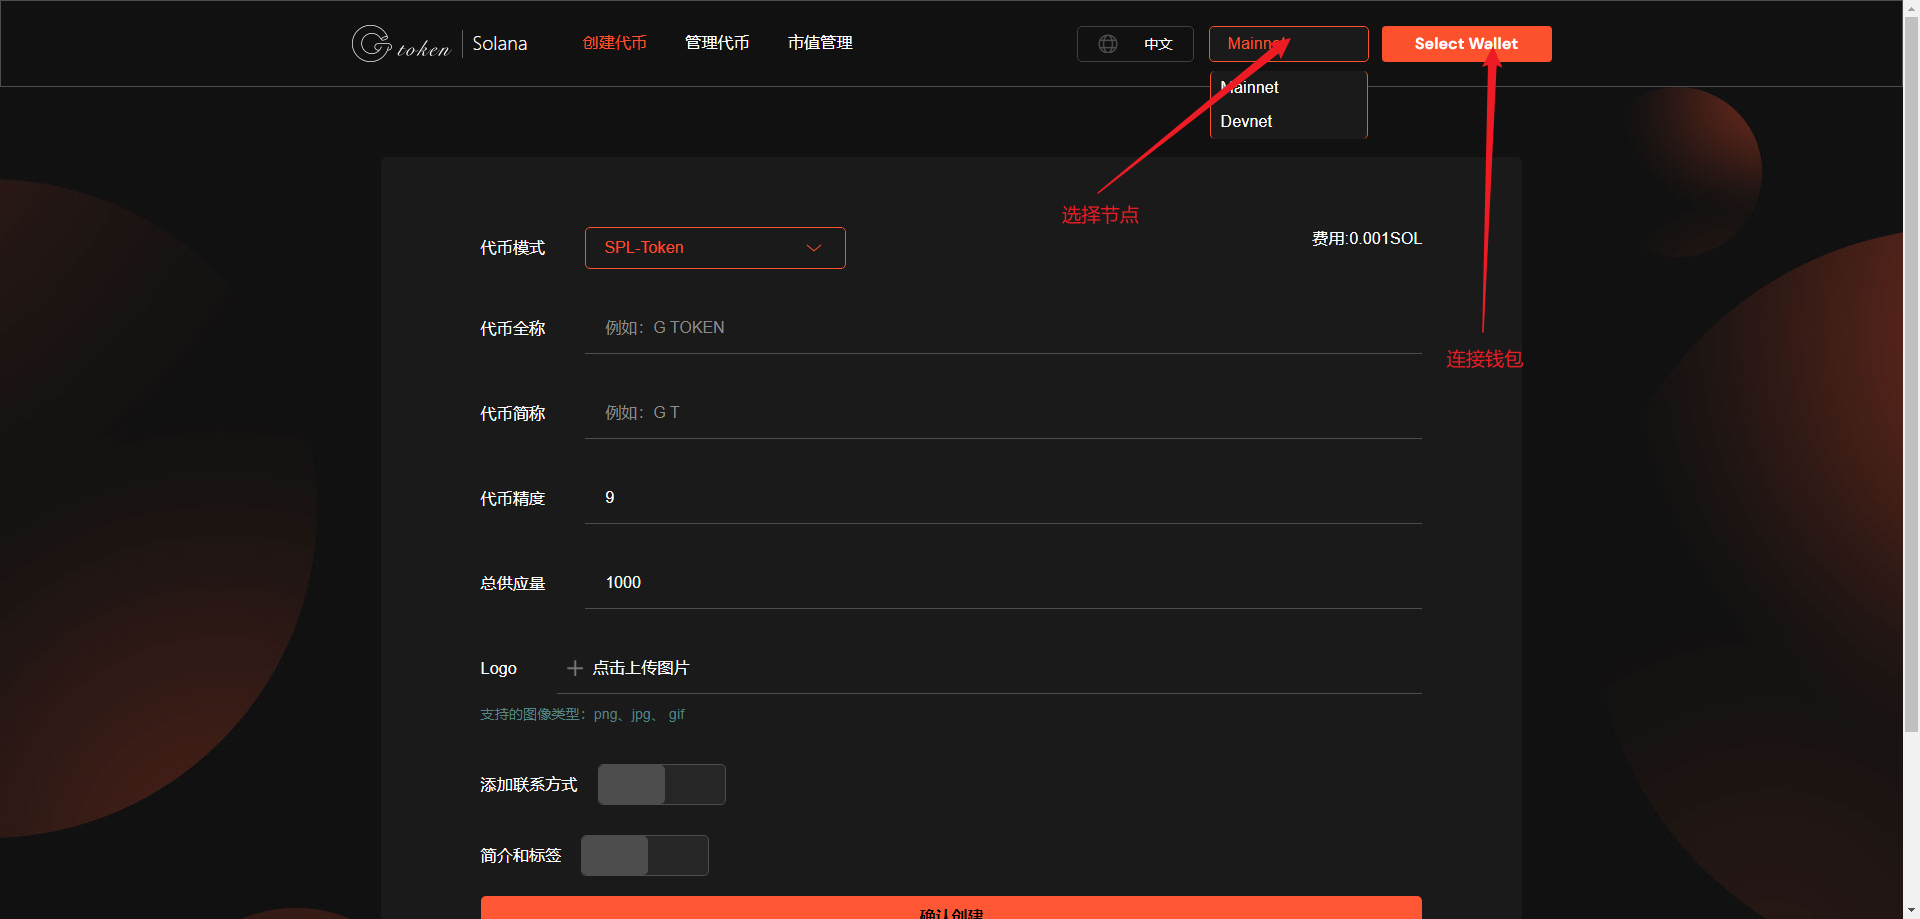 G token | Solana
创建代币
管理代币
市值管理
中文
Mainnet
Select Wallet
Mainnet
Devnet
选择节点
代币模式
SPL-Token
费用:0.001SOL
代币全称
例如：G TOKEN
连接钱包
代币简称
例如：G T
代币精度
9
总供应量
1000
Logo
点击上传图片
支持的图像类型：png、jpg、 gif
添加联系方式
简介和标签
确认创建